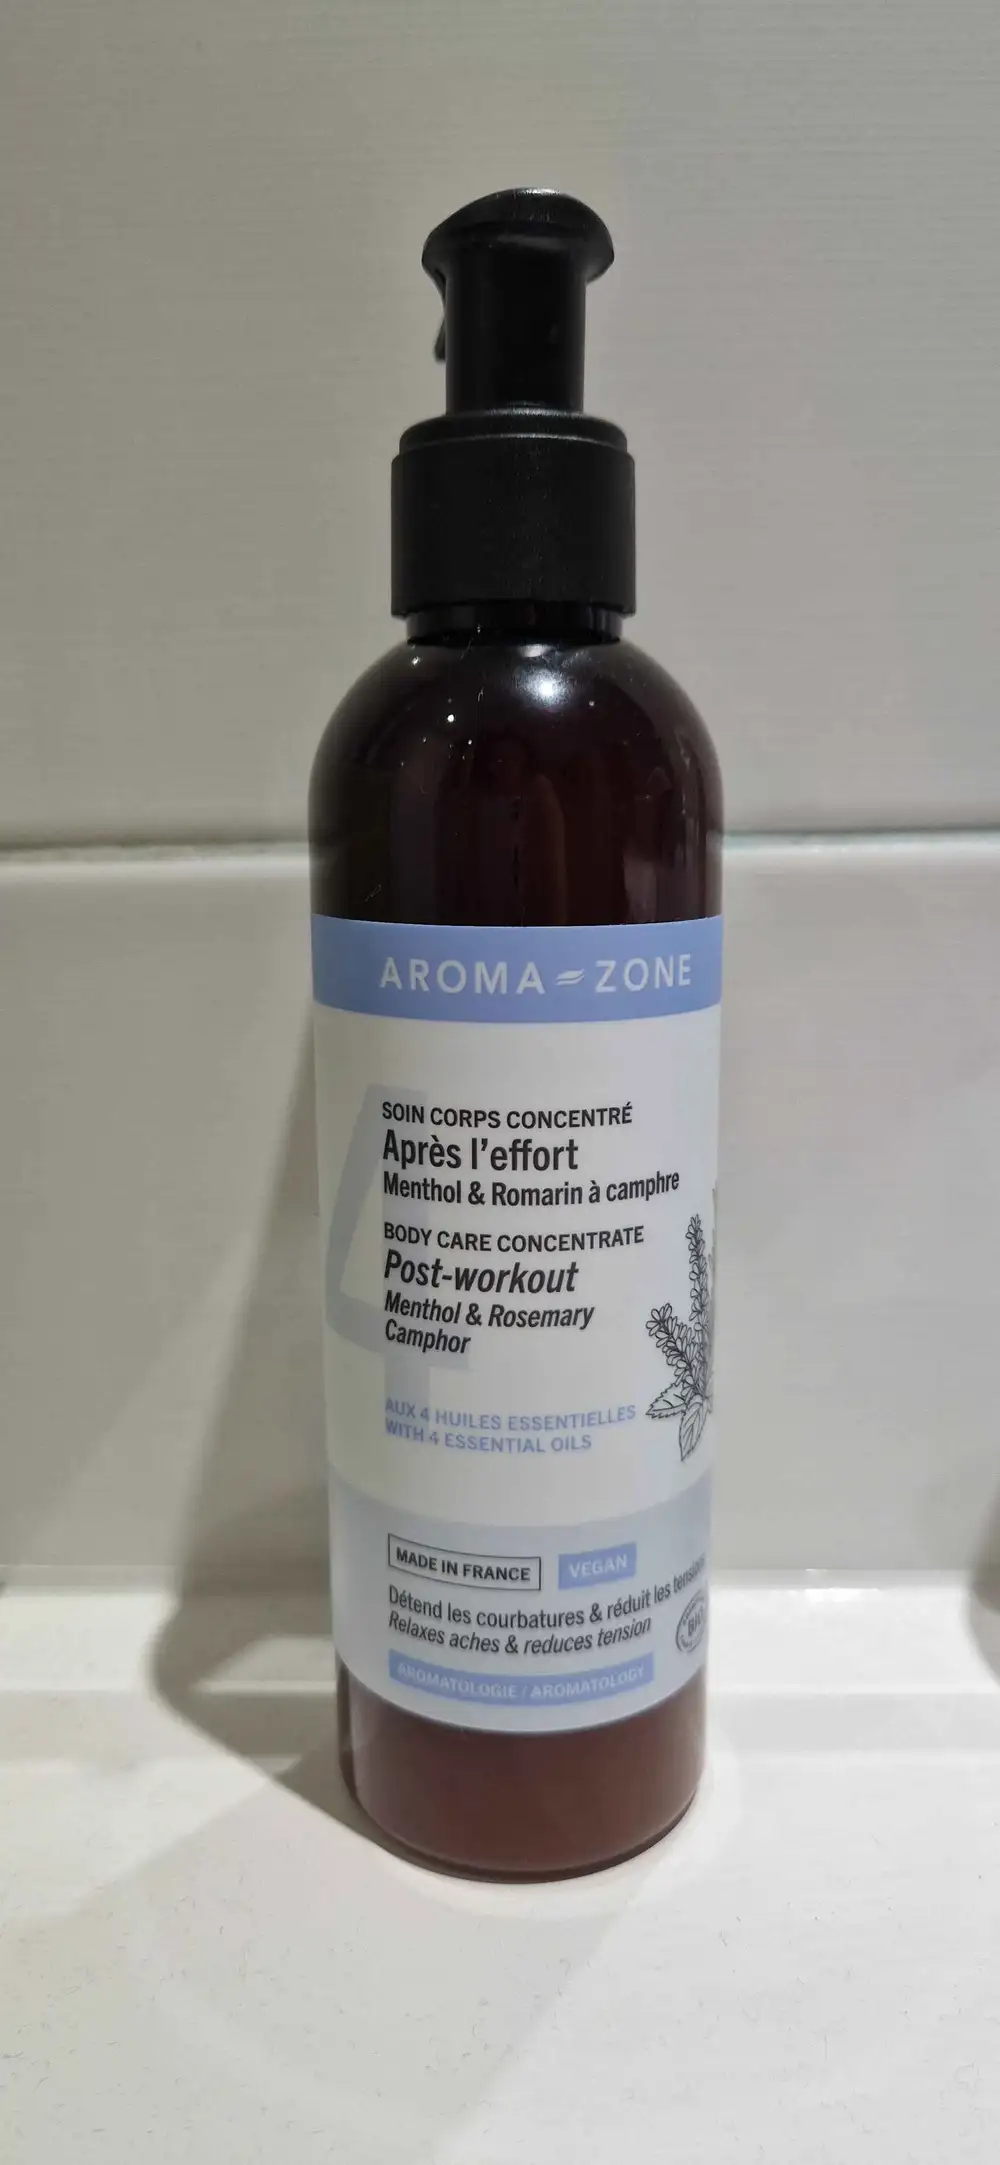 AROMA ZONE
4
SOIN CORPS CONCENTRÉ
Après l'effort
Menthol & Romarin à camphre
BODY CARE CONCENTRATE
Post-workout
Menthol & Rosemary
Camphor
AUX 4 HUILES ESSENTIELLES
WITH 4 ESSENTIAL OILS
MADE IN FRANCE
VEGAN
Détend les courbatures & réduit les tensions
Relaxes aches & reduces tension
BIO
AROMATOLOGIE / AROMATOLOGY